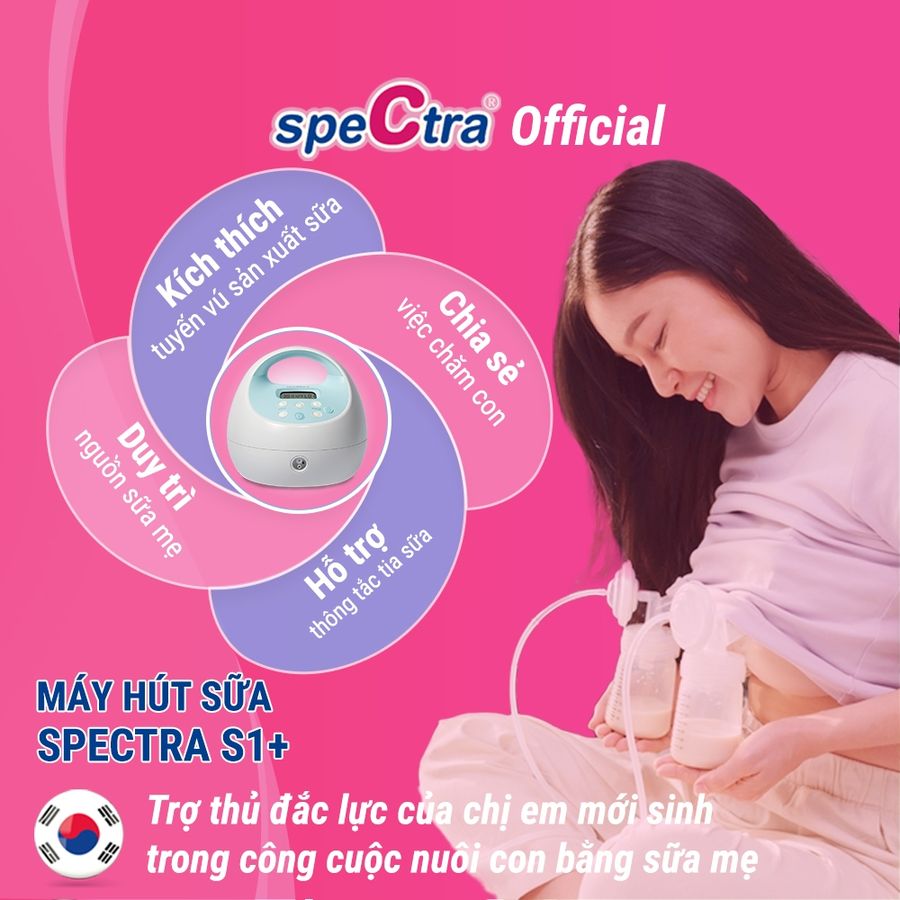 speCtra® Official
Kích thích
tuyến vú sản xuất sữa
Chia sẻ
việc chăm con
Duy trì
nguồn sữa mẹ
Hỗ trợ
thông tắc tia sữa
MÁY HÚT SỮA
SPECTRA S1+
Trợ thủ đắc lực của chị em mới sinh
trong công cuộc nuôi con bằng sữa mẹ